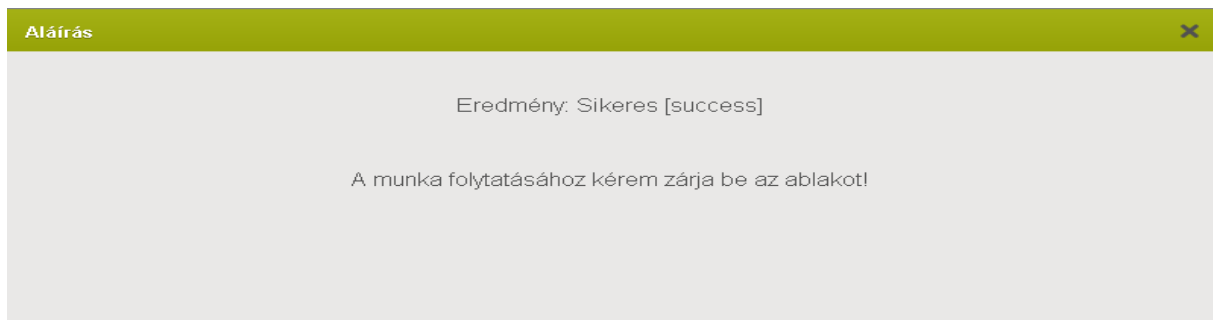 Aláírás
Eredmény: Sikeres [success]
A munka folytatásához kérem zárja be az ablakot!